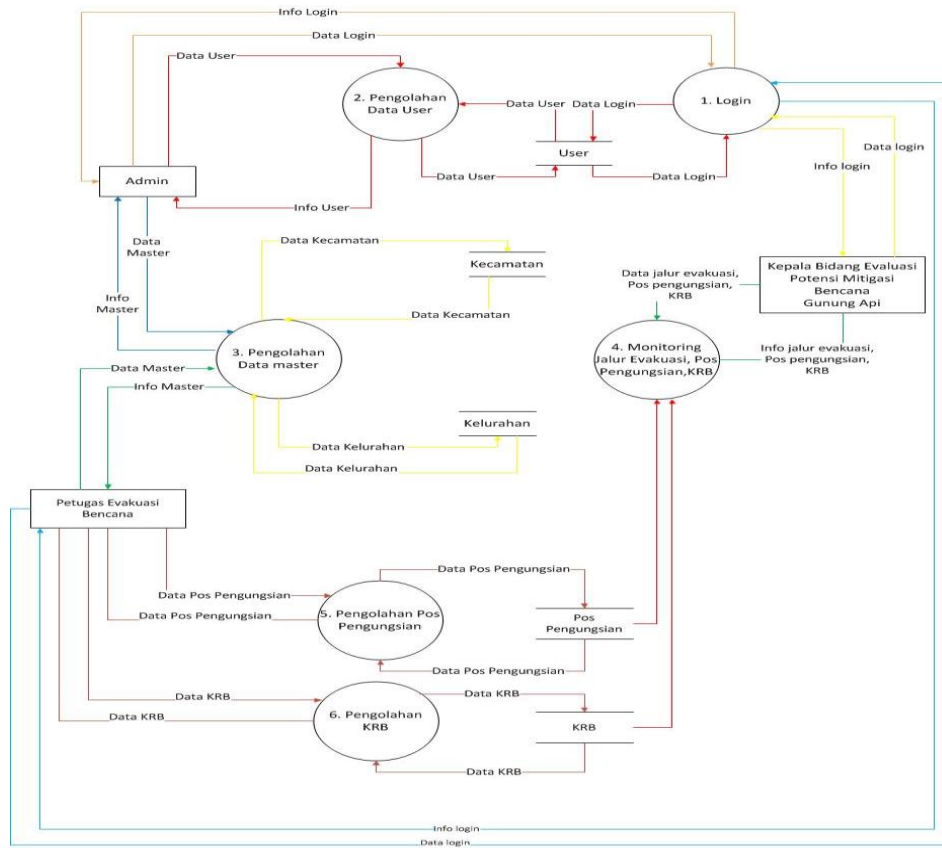 Info Login
Data Login
Data User
2. Pengolahan
Data User
Data User
Data Login
1. Login
User
Data User
Data Login
Data login
Info login
Admin
Info User
Data
Master
Info
Master
Data Kecamatan
Kecamatan
Data Kecamatan
Kepala Bidang Evaluasi
Potensi Mitigasi
Bencana
Gunung Api
Data jalur evakuasi,
Pos pengungsian,
KRB
3. Pengolahan
Data master
4. Monitoring
Jalur Evakuasi, Pos
Pengungsian,KRB
Info jalur evakuasi,
Pos pengungsian,
KRB
Data Master
Info Master
Kelurahan
Data Kelurahan
Data Kelurahan
Petugas Evakuasi
Bencana
Data Pos Pengungsian
Data Pos Pengungsian
Data Pos Pengungsian
5. Pengolahan Pos
Pengungsian
Pos
Pengungsian
Data Pos Pengungsian
Data KRB
Data KRB
Data KRB
6. Pengolahan
KRB
KRB
Data KRB
Info login
Data login